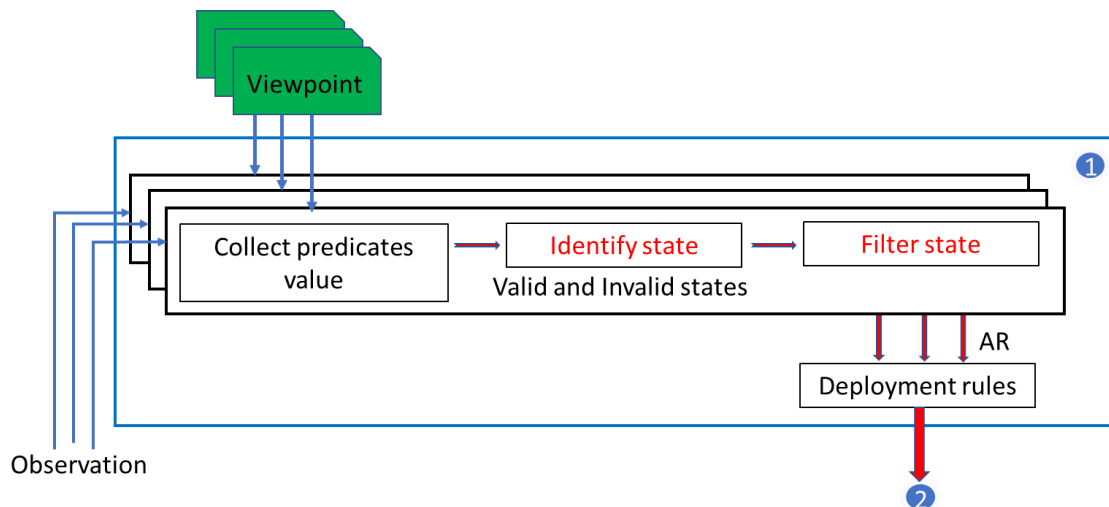 Viewpoint
1
Collect predicates
value
Identify state
Valid and Invalid states
Filter state
AR
Deployment rules
Observation
2